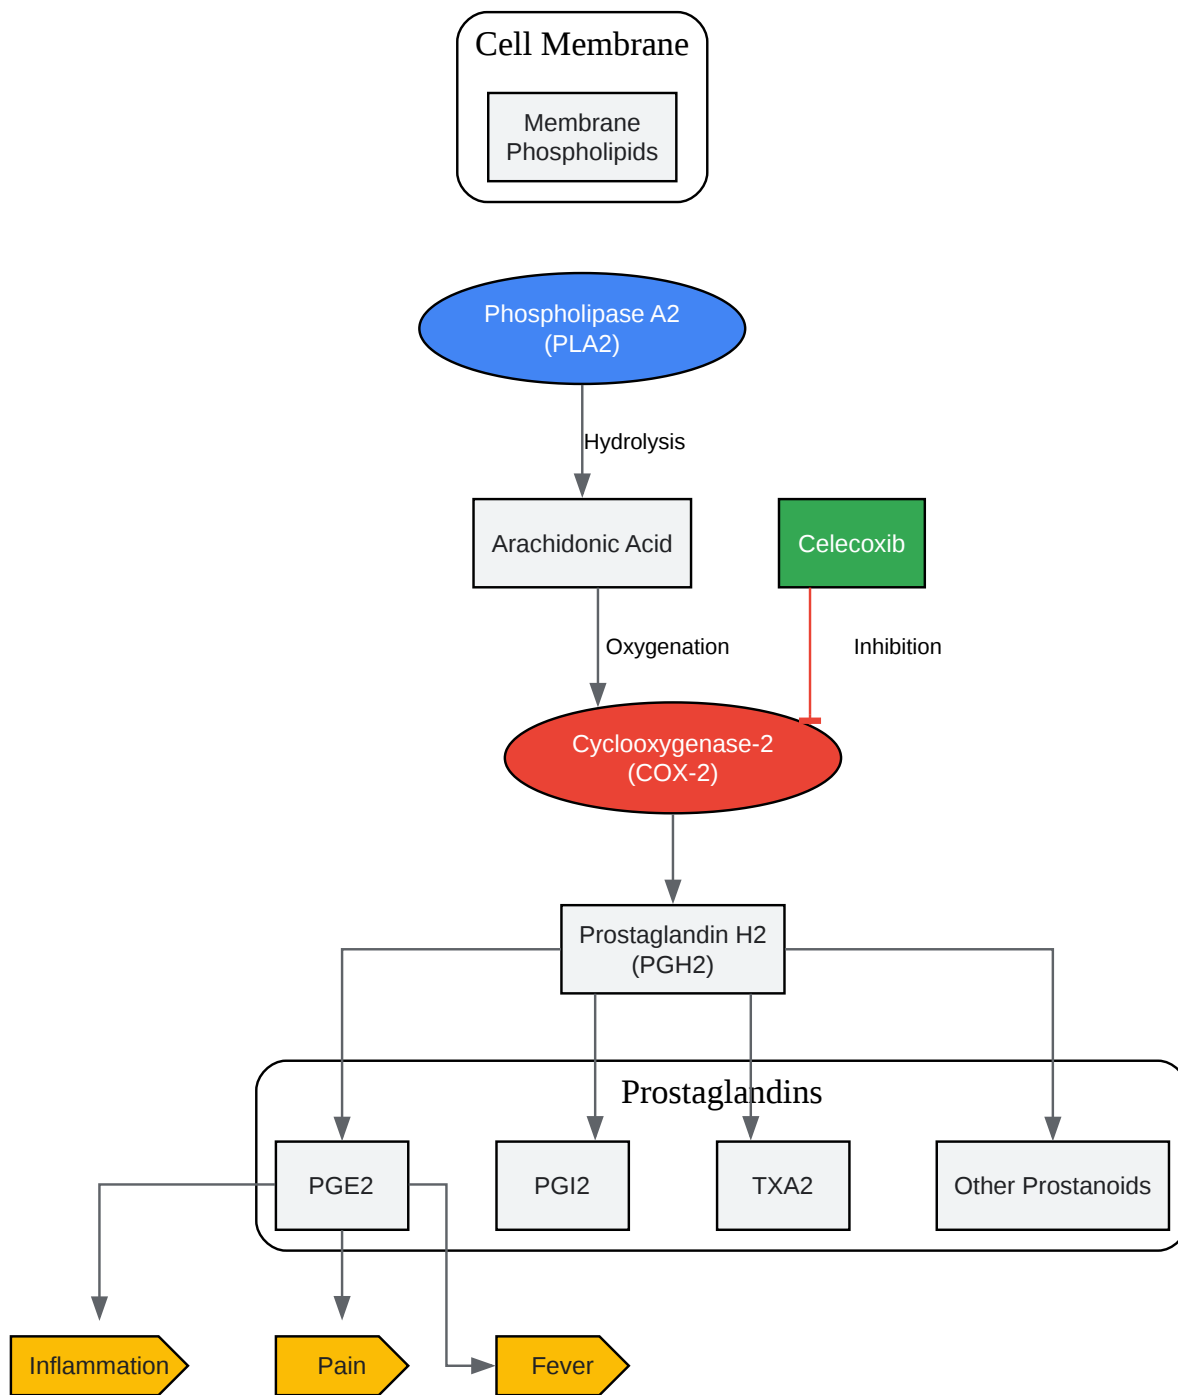 Cell Membrane
Membrane
Phospholipids
Phospholipase A2
(PLA2)
Hydrolysis
Arachidonic Acid
Celecoxib
Oxygenation
Inhibition
Cyclooxygenase-2
(COX-2)
Prostaglandin H2
(PGH2)
Prostaglandins
PGE2
PGI2
TXA2
Other Prostanoids
Inflammation
Pain
Fever